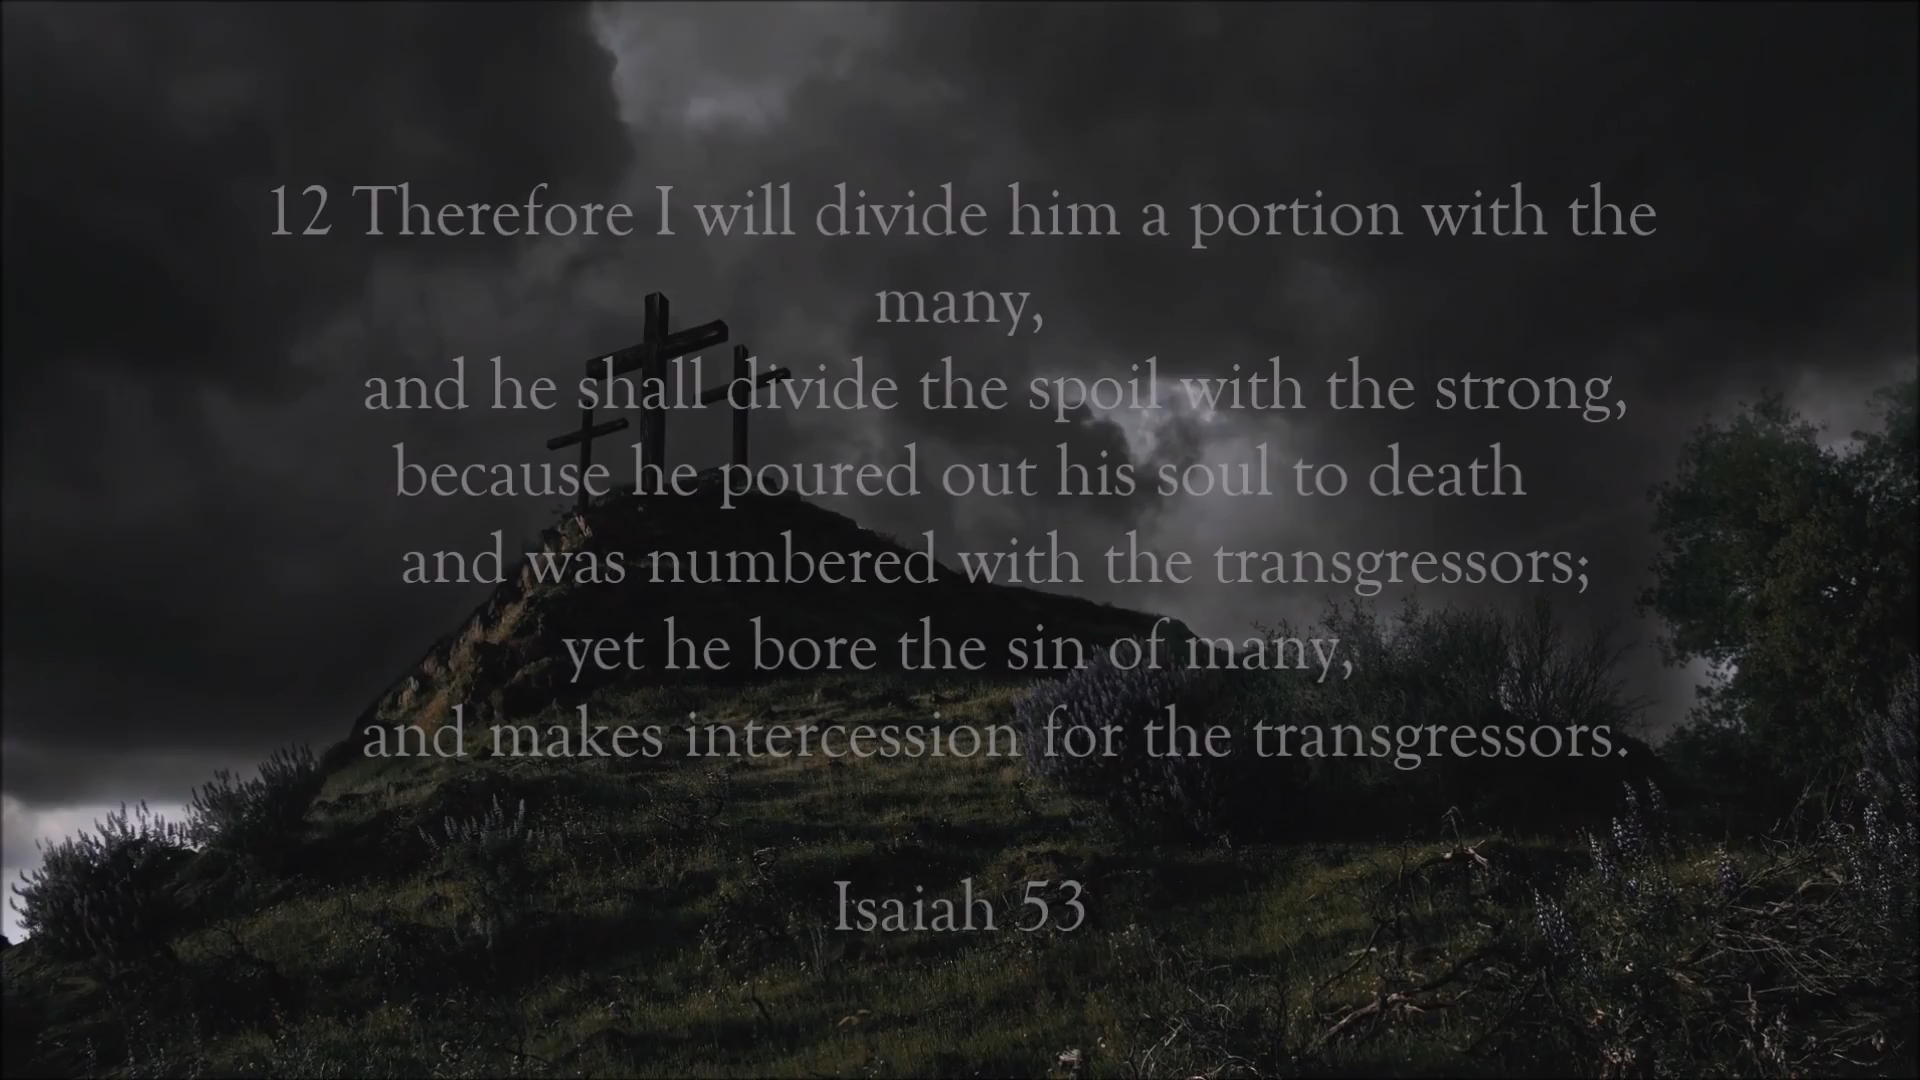 12 Therefore I will divide him a portion with the
many,
and he shall divide the spoil with the strong,
because he poured out his soul to death
and was numbered with the transgressors;
yet he bore the sin of many,
and makes intercession for the transgressors.
Isaiah 53